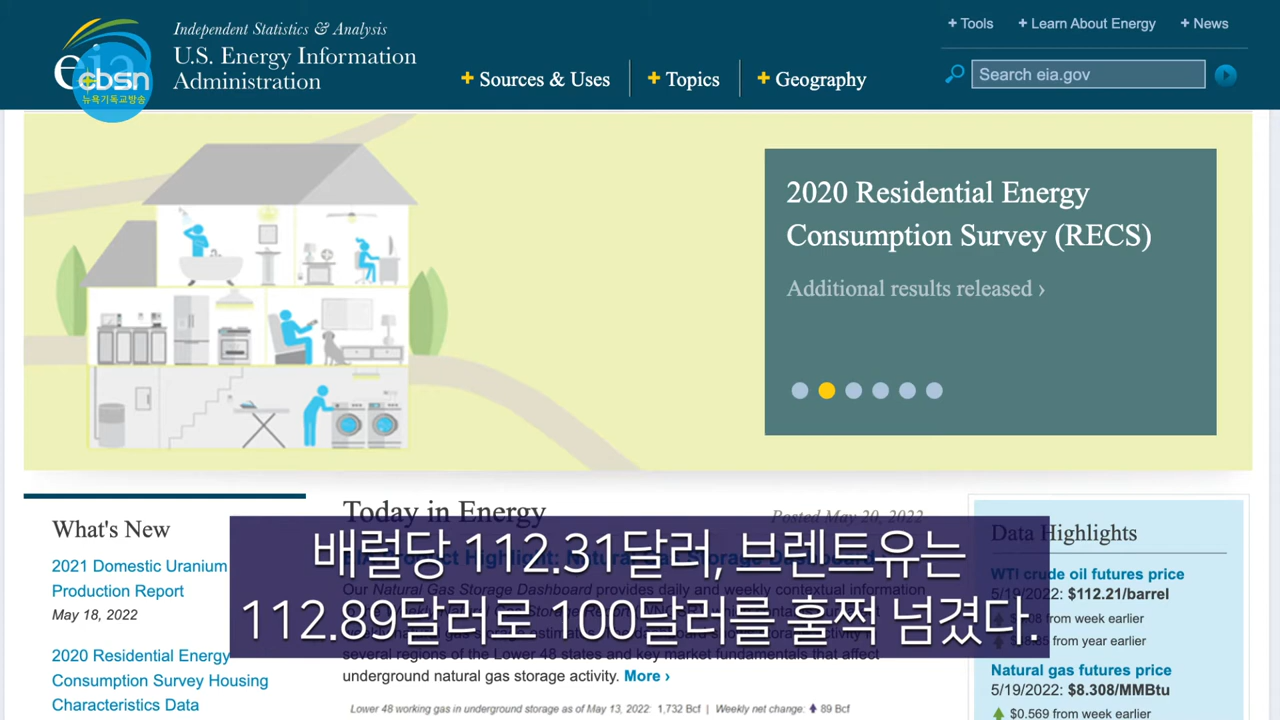 Independent Statistics & Analysis
U.S. Energy Information
Administration
cbsn
뉴욕기독교방송
+ Tools
+ Learn About Energy
+ News
+ Sources & Uses
+ Topics
+ Geography
Search eia.gov
2020 Residential Energy
Consumption Survey (RECS)
Additional results released ›
What's New
2021 Domestic Uranium
Production Report
May 18, 2022
2020 Residential Energy
Consumption Survey Housing
Characteristics Data
Today in Energy
Posted May 20, 2022
Our Natural Gas Storage Dashboard provides daily and weekly contextual information
several regions of the Lower 48 states and key market fundamentals that affect
underground natural gas storage activity. More ›
Lower 48 working gas in underground storage as of May 13, 2022: 1,732 Bcf | Weekly net change: 89 Bcf
배럴당 112.31달러, 브렌트유는
112.89달러로 100달러를 훌쩍 넘겼다.
Data Highlights
WTI crude oil futures price
5/19/2022: $112.21/barrel
from week earlier
from year earlier
Natural gas futures price
5/19/2022: $8.308/MMBtu
$0.569 from week earlier